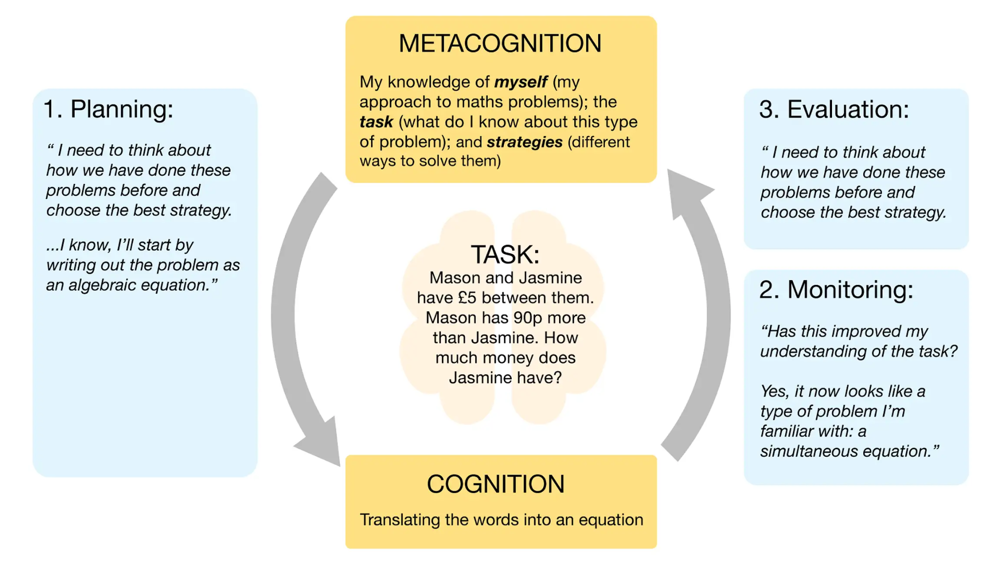 METACOGNITION
My knowledge of myself (my
approach to maths problems); the
task (what do I know about this type
of problem); and strategies (different
ways to solve them)
1. Planning:
“ I need to think about
how we have done these
problems before and
choose the best strategy.
...I know, I’ll start by
writing out the problem as
an algebraic equation.”
TASK:
Mason and Jasmine
have £5 between them.
Mason has 90p more
than Jasmine. How
much money does
Jasmine have?
3. Evaluation:
“ I need to think about
how we have done these
problems before and
choose the best strategy.
2. Monitoring:
“Has this improved my
understanding of the task?
Yes, it now looks like a
type of problem I’m
familiar with: a
simultaneous equation.”
COGNITION
Translating the words into an equation